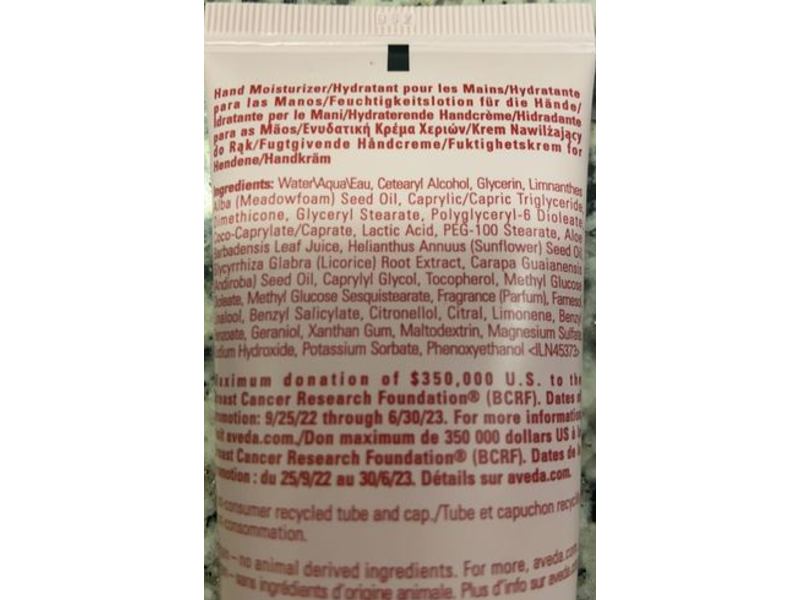 Hand Moisturizer/Hydratant pour les Mains/Hydratante
para las Manos/Feuchtigkeitslotion für die Hände/
Idratante per le Mani/Hydraterende Handcrème/Hidradante
para as Mãos/Ενυδατική Κρέμα Χεριών/Krem Nawilżający
do Rąk/Fugtgivende Håndcreme/Fuktighetskrem for
Hendene/Handkräm
Ingredients: Water\Aqua\Eau, Cetearyl Alcohol, Glycerin, Limnanthes
Alba (Meadowfoam) Seed Oil, Caprylic/Capric Triglyceride,
Dimethicone, Glyceryl Stearate, Polyglyceryl-6 Dioleate,
Coco-Caprylate/Caprate, Lactic Acid, PEG-100 Stearate, Aloe
Barbadensis Leaf Juice, Helianthus Annuus (Sunflower) Seed Oil,
Glycyrrhiza Glabra (Licorice) Root Extract, Carapa Guaianensis
(Andiroba) Seed Oil, Caprylyl Glycol, Tocopherol, Methyl Glucose
Dioleate, Methyl Glucose Sesquistearate, Fragrance (Parfum), Farnesol,
Linalool, Benzyl Salicylate, Citronellol, Citral, Limonene, Benzyl
Benzoate, Geraniol, Xanthan Gum, Maltodextrin, Magnesium Sulfate,
Sodium Hydroxide, Potassium Sorbate, Phenoxyethanol <ILN45373>
Maximum donation of $350,000 U.S. to the
Breast Cancer Research Foundation® (BCRF). Dates of
promotion: 9/25/22 through 6/30/23. For more information
visit aveda.com./Don maximum de 350 000 dollars US à la
Breast Cancer Research Foundation® (BCRF). Dates de la
promotion : du 25/9/22 au 30/6/23. Détails sur aveda.com.
consumer recycled tube and cap./Tube et capuchon
consommation.
– no animal derived ingredients. For more, aveda.com
– sans ingrédients d'origine animale. Plus d'info sur aveda.com